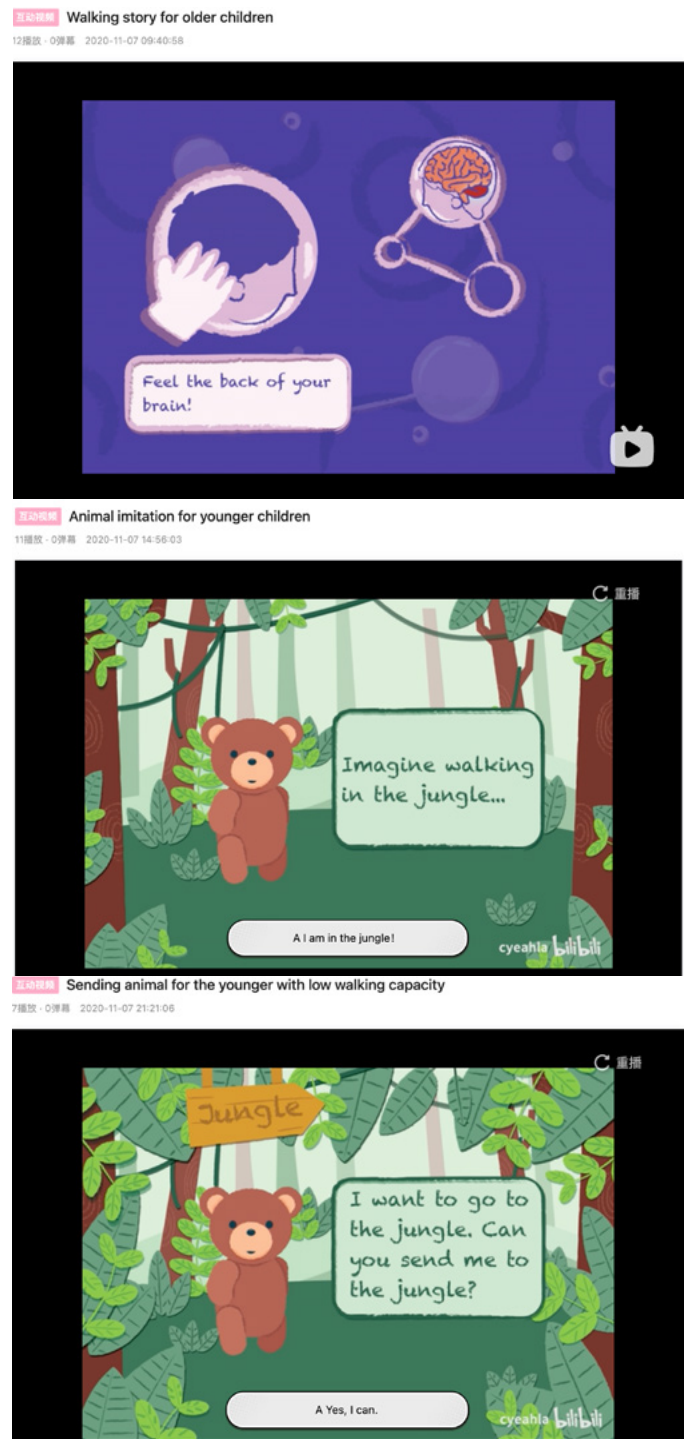 互动视频 Walking story for older children
12播放 · 0弹幕 2020-11-07 09:40:58
Feel the back of your
brain!
互动视频 Animal imitation for younger children
11播放 · 0弹幕 2020-11-07 14:56:03
重播
Imagine walking
in the jungle...
A I am in the jungle!
cyeahla bilibili
互动视频 Sending animal for the younger with low walking capacity
7播放 · 0弹幕 2020-11-07 21:21:06
重播
Jungle
I want to go to
the jungle. Can
you send me to
the jungle?
A Yes, I can.
cyeahla bilibili